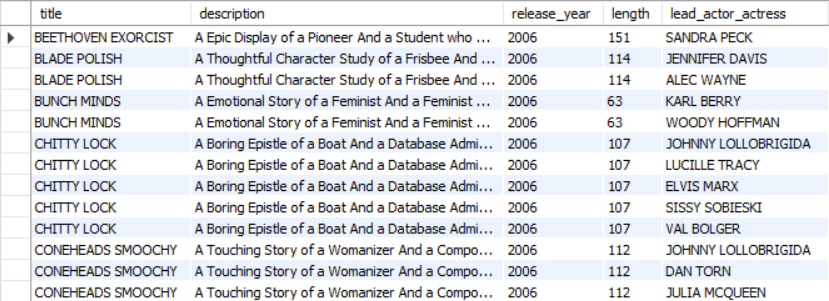 title description release_year length lead_actor_actress
BEETHOVEN EXORCIST A Epic Display of a Pioneer And a Student who ... 2006 151 SANDRA PECK
BLADE POLISH A Thoughtful Character Study of a Frisbee And ... 2006 114 JENNIFER DAVIS
BLADE POLISH A Thoughtful Character Study of a Frisbee And ... 2006 114 ALEC WAYNE
BUNCH MINDS A Emotional Story of a Feminist And a Feminist ... 2006 63 KARL BERRY
BUNCH MINDS A Emotional Story of a Feminist And a Feminist ... 2006 63 WOODY HOFFMAN
CHITTY LOCK A Boring Epistle of a Boat And a Database Admi... 2006 107 JOHNNY LOLLOBRIGIDA
CHITTY LOCK A Boring Epistle of a Boat And a Database Admi... 2006 107 LUCILLE TRACY
CHITTY LOCK A Boring Epistle of a Boat And a Database Admi... 2006 107 ELVIS MARX
CHITTY LOCK A Boring Epistle of a Boat And a Database Admi... 2006 107 SISSY SOBIESKI
CHITTY LOCK A Boring Epistle of a Boat And a Database Admi... 2006 107 VAL BOLGER
CONEHEADS SMOOCHY A Touching Story of a Womanizer And a Compo... 2006 112 JOHNNY LOLLOBRIGIDA
CONEHEADS SMOOCHY A Touching Story of a Womanizer And a Compo... 2006 112 DAN TORN
CONEHEADS SMOOCHY A Touching Story of a Womanizer And a Compo... 2006 112 JULIA MCQUEEN